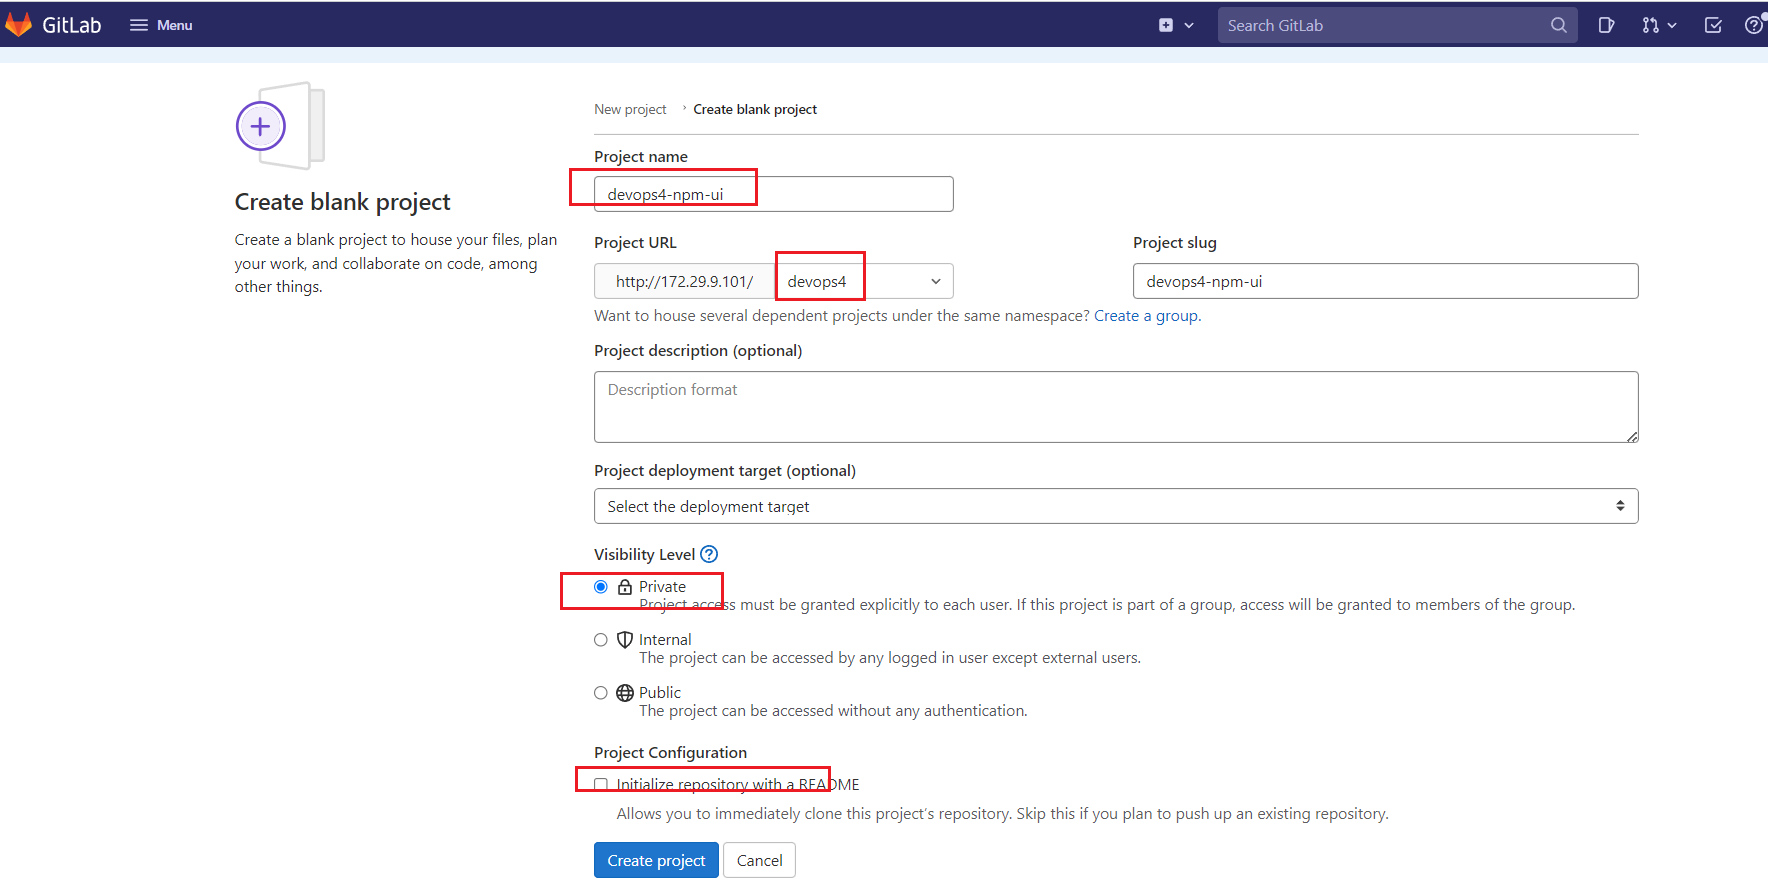 GitLab Menu Search GitLab
New project › Create blank project
Project name
devops4-npm-ui
Create blank project
Create a blank project to house your files, plan
your work, and collaborate on code, among
other things.
Project URL Project slug
http://172.29.9.101/ devops4 devops4-npm-ui
Want to house several dependent projects under the same namespace? Create a group.
Project description (optional)
Description format
Project deployment target (optional)
Select the deployment target
Visibility Level
Private
Project access must be granted explicitly to each user. If this project is part of a group, access will be granted to members of the group.
Internal
The project can be accessed by any logged in user except external users.
Public
The project can be accessed without any authentication.
Project Configuration
Initialize repository with a README
Allows you to immediately clone this project's repository. Skip this if you plan to push up an existing repository.
Create project Cancel